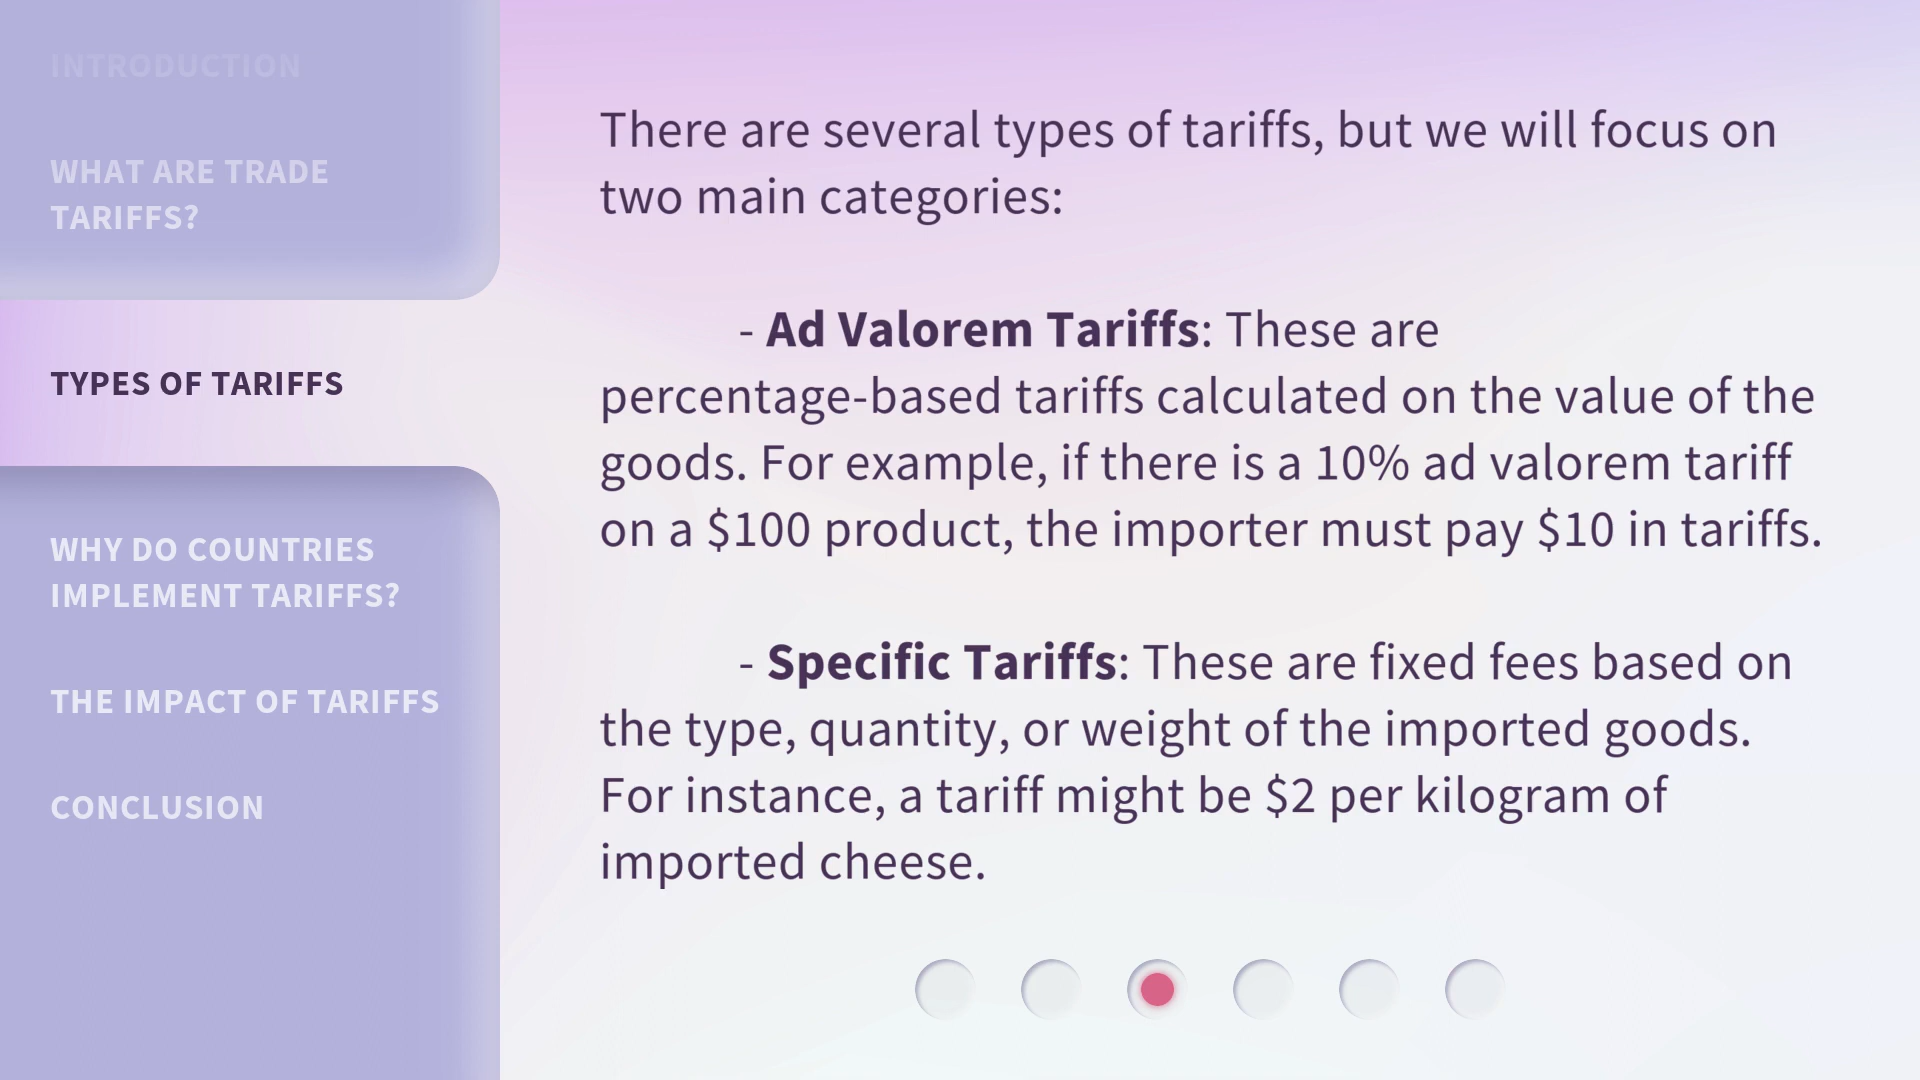 INTRODUCTION
WHAT ARE TRADE
TARIFFS?
TYPES OF TARIFFS
WHY DO COUNTRIES
IMPLEMENT TARIFFS?
THE IMPACT OF TARIFFS
CONCLUSION
There are several types of tariffs, but we will focus on
two main categories:
- Ad Valorem Tariffs: These are
percentage-based tariffs calculated on the value of the
goods. For example, if there is a 10% ad valorem tariff
on a $100 product, the importer must pay $10 in tariffs.
- Specific Tariffs: These are fixed fees based on
the type, quantity, or weight of the imported goods.
For instance, a tariff might be $2 per kilogram of
imported cheese.